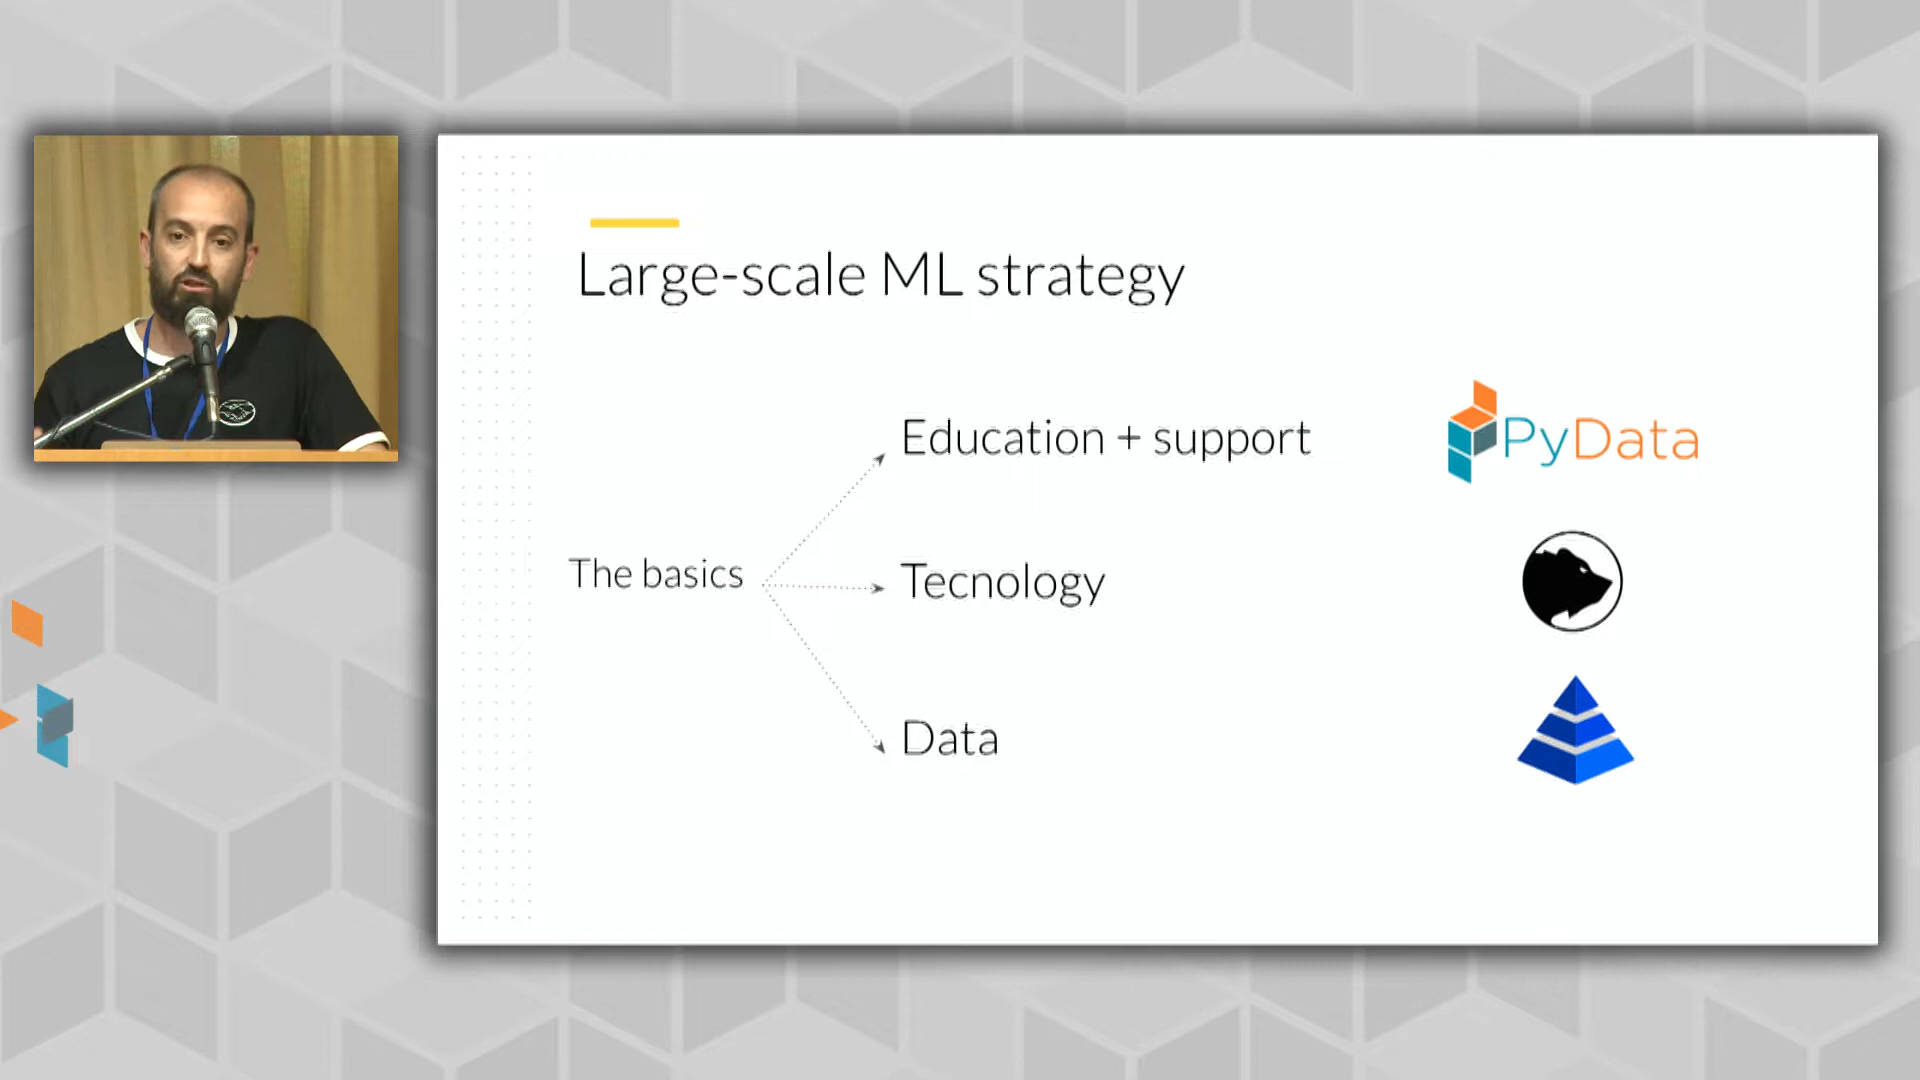 Large-scale ML strategy
Education + support
PyData
The basics
Tecnology
Data